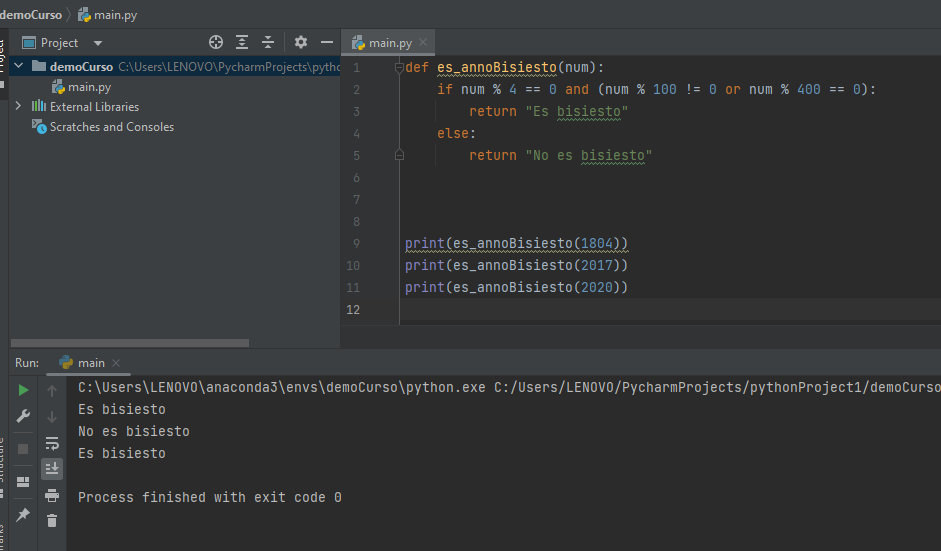 demoCurso main.py
Project
main.py
Project
demoCurso C:\Users\LENOVO\PycharmProjects\pytho
main.py
External Libraries
Scratches and Consoles
1 def es_annoBisiesto(num):
2 if num % 4 == 0 and (num % 100 != 0 or num % 400 == 0):
3 return "Es bisiesto"
4 else:
5 return "No es bisiesto"
6
7
8
9 print(es_annoBisiesto(1804))
10 print(es_annoBisiesto(2017))
11 print(es_annoBisiesto(2020))
12
Run: main
C:\Users\LENOVO\anaconda3\envs\demoCurso\python.exe C:/Users/LENOVO/PycharmProjects/pythonProject1/demoCurso
Es bisiesto
No es bisiesto
Es bisiesto
Process finished with exit code 0
Structure